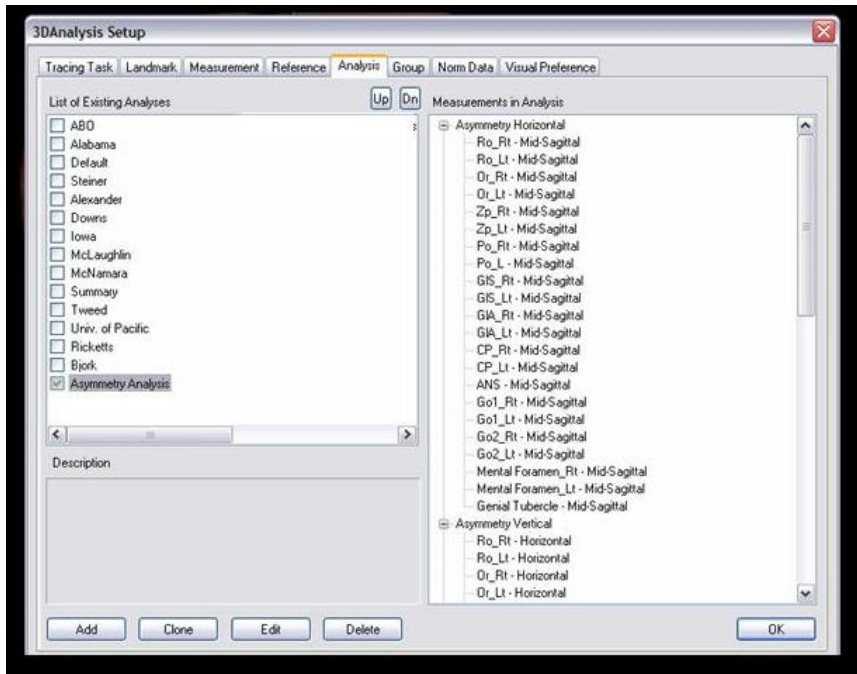 3DAnalysis Setup
Tracing Task Landmark Measurement Reference Analysis Group Norm Data Visual Preference
List of Existing Analyses
Up Dn
ABO
Alabama
Default
Steiner
Alexander
Downs
Iowa
McLaughlin
McNamara
Summary
Tweed
Univ. of Pacific
Ricketts
Bjork
Asymmetry Analysis
Description
Measurements in Analysis
Asymmetry Horizontal
Ro_Rt - Mid-Sagittal
Ro_Lt - Mid-Sagittal
Or_Rt - Mid-Sagittal
Or_Lt - Mid-Sagittal
Zp_Rt - Mid-Sagittal
Zp_Lt - Mid-Sagittal
Po_Rt - Mid-Sagittal
Po_L - Mid-Sagittal
GIS_Rt - Mid-Sagittal
GIS_Lt - Mid-Sagittal
GIA_Rt - Mid-Sagittal
GIA_Lt - Mid-Sagittal
CP_Rt - Mid-Sagittal
CP_Lt - Mid-Sagittal
ANS - Mid-Sagittal
Go1_Rt - Mid-Sagittal
Go1_Lt - Mid-Sagittal
Go2_Rt - Mid-Sagittal
Go2_Lt - Mid-Sagittal
Mental Foramen_Rt - Mid-Sagittal
Mental Foramen_Lt - Mid-Sagittal
Genial Tubercle - Mid-Sagittal
Asymmetry Vertical
Ro_Rt - Horizontal
Ro_Lt - Horizontal
Or_Rt - Horizontal
Or_Lt - Horizontal
Add Clone Edit Delete OK